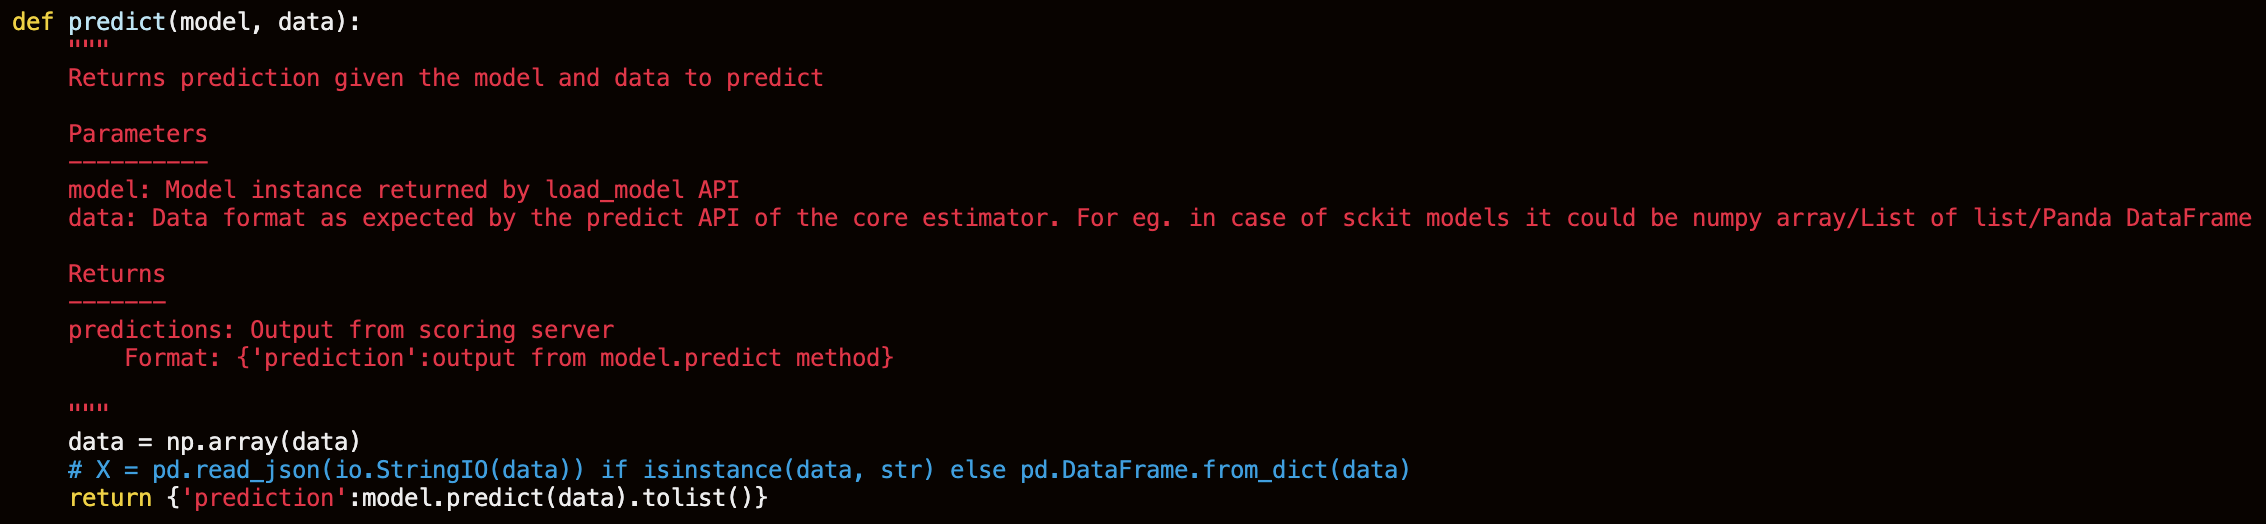 def predict(model, data):
    """
    Returns prediction given the model and data to predict

    Parameters
    ----------
    model: Model instance returned by load_model API
    data: Data format as expected by the predict API of the core estimator. For eg. in case of sckit models it could be numpy array/List of list/Panda DataFrame

    Returns
    -------
    predictions: Output from scoring server
        Format: {'prediction':output from model.predict method}

    """
    data = np.array(data)
    # X = pd.read_json(io.StringIO(data)) if isinstance(data, str) else pd.DataFrame.from_dict(data)
    return {'prediction':model.predict(data).tolist()}